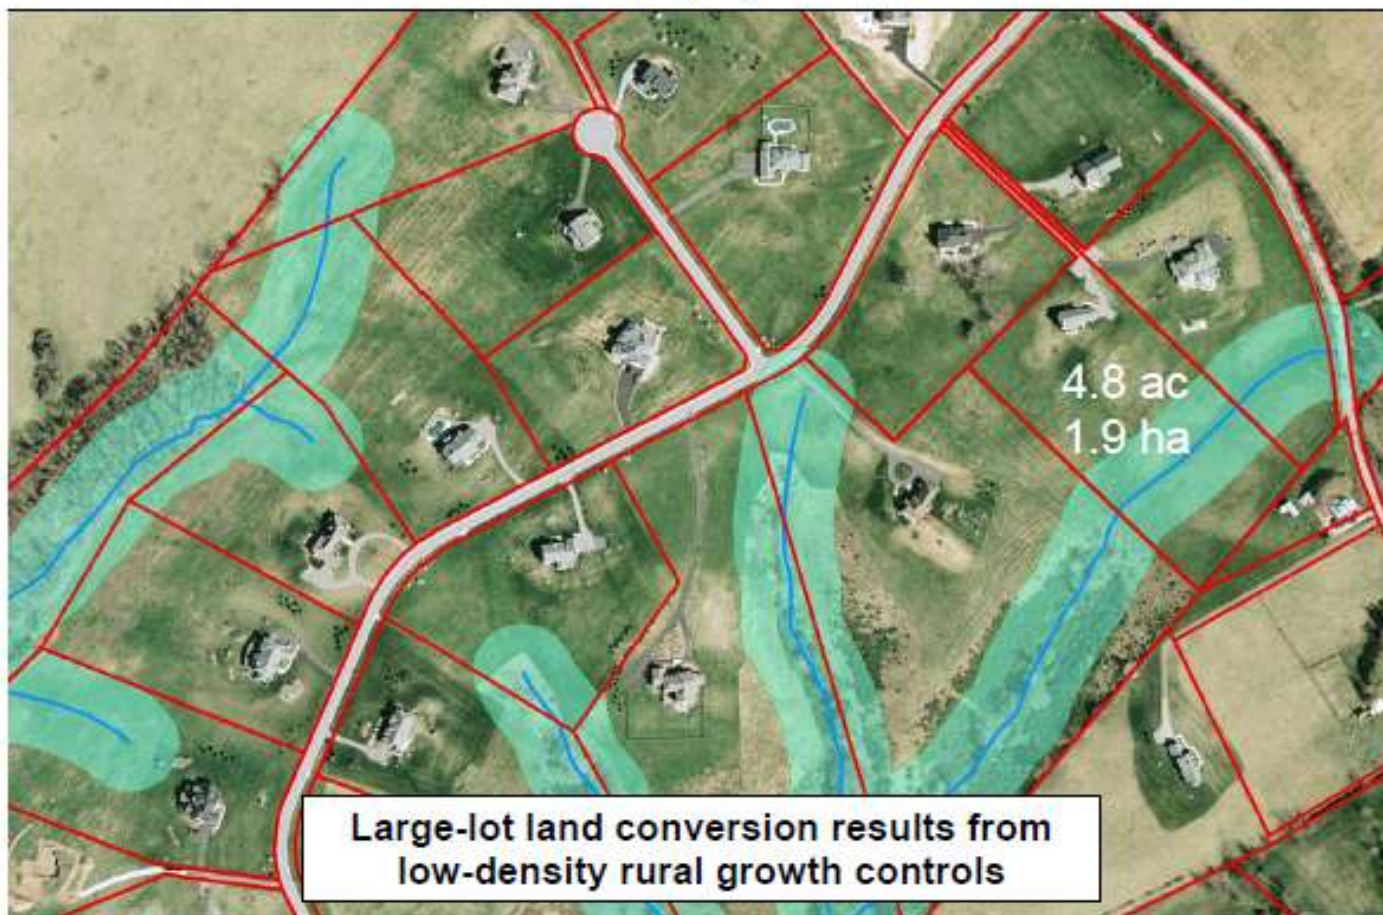 4.8 ac
1.9 ha
Large-lot land conversion results from
low-density rural growth controls